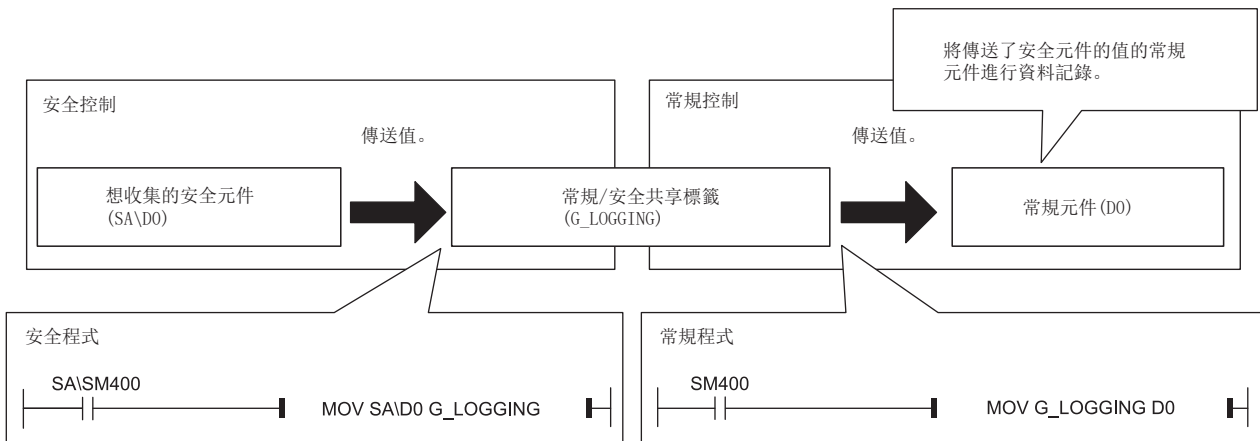 將傳送了安全元件的值的常規
元件進行資料記錄。
安全控制
常規控制
傳送值。
傳送值。
想收集的安全元件
(SA\D0)
常規/安全共享標籤
(G_LOGGING)
常規元件(D0)
安全程式
SA\SM400
MOV SA\D0 G_LOGGING
常規程式
SM400
MOV G_LOGGING D0